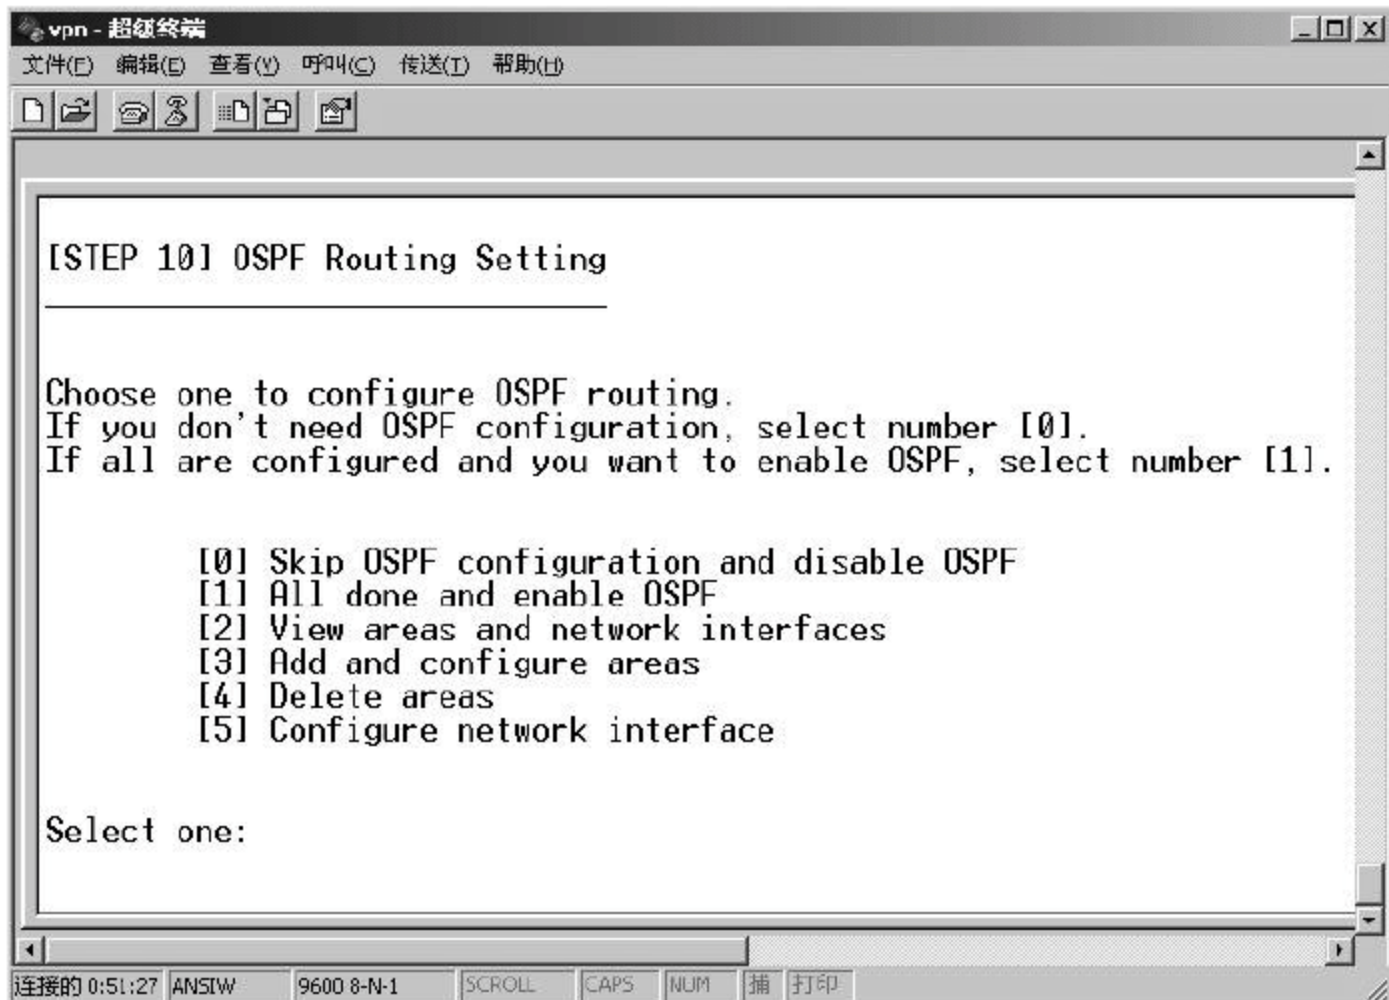 vpn - 超级终端
文件(F) 编辑(E) 查看(V) 呼叫(C) 传送(T) 帮助(H)
[STEP 10] OSPF Routing Setting
Choose one to configure OSPF routing.
If you don't need OSPF configuration, select number [0].
If all are configured and you want to enable OSPF, select number [1].
[0] Skip OSPF configuration and disable OSPF
[1] All done and enable OSPF
[2] View areas and network interfaces
[3] Add and configure areas
[4] Delete areas
[5] Configure network interface
Select one:
连接的 0:51:27 ANSIW 9600 8-N-1 SCROLL CAPS NUM 捕 打印